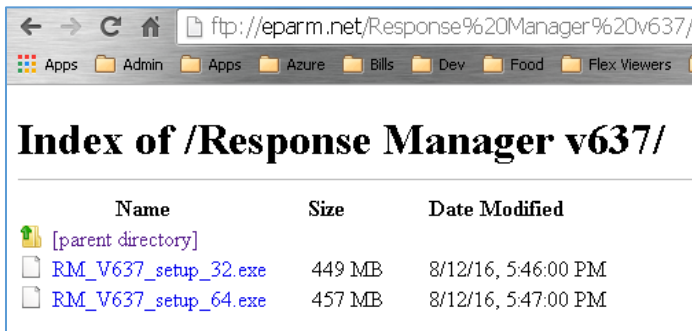 ftp://eparm.net/Response%20Manager%20v637/
Apps Admin Apps Azure Bills Dev Food Flex Viewers
Index of /Response Manager v637/
Name Size Date Modified
[parent directory]
RM_V637_setup_32.exe 449 MB 8/12/16, 5:46:00 PM
RM_V637_setup_64.exe 457 MB 8/12/16, 5:47:00 PM